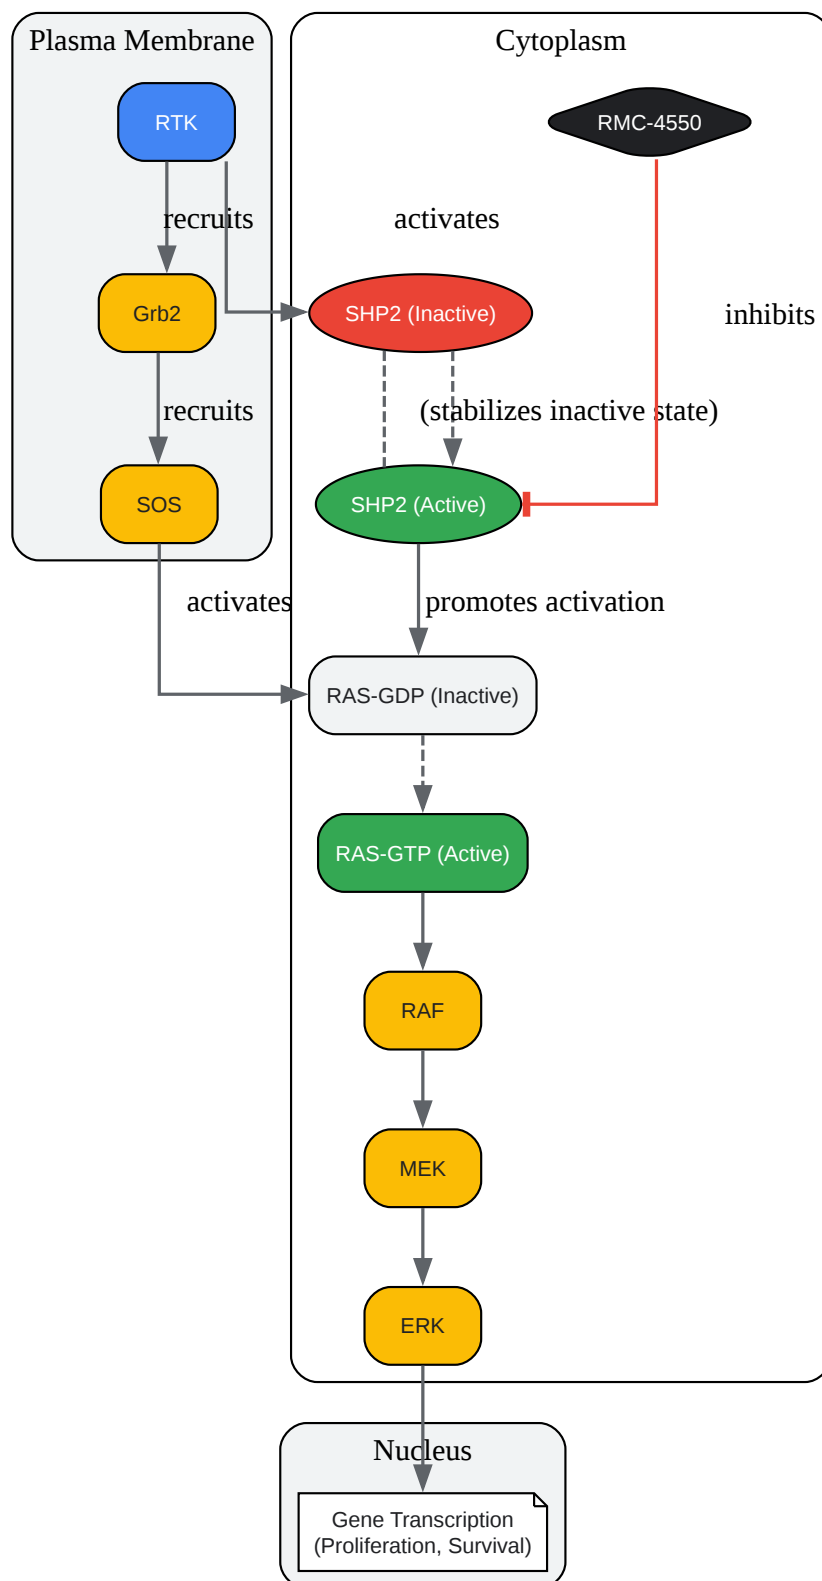 Plasma Membrane
Cytoplasm
RTK
RMC-4550
recruits
activates
Grb2
SHP2 (Inactive)
inhibits
recruits
(stabilizes inactive state)
SOS
SHP2 (Active)
activates
promotes activation
RAS-GDP (Inactive)
RAS-GTP (Active)
RAF
MEK
ERK
Nucleus
Gene Transcription
(Proliferation, Survival)